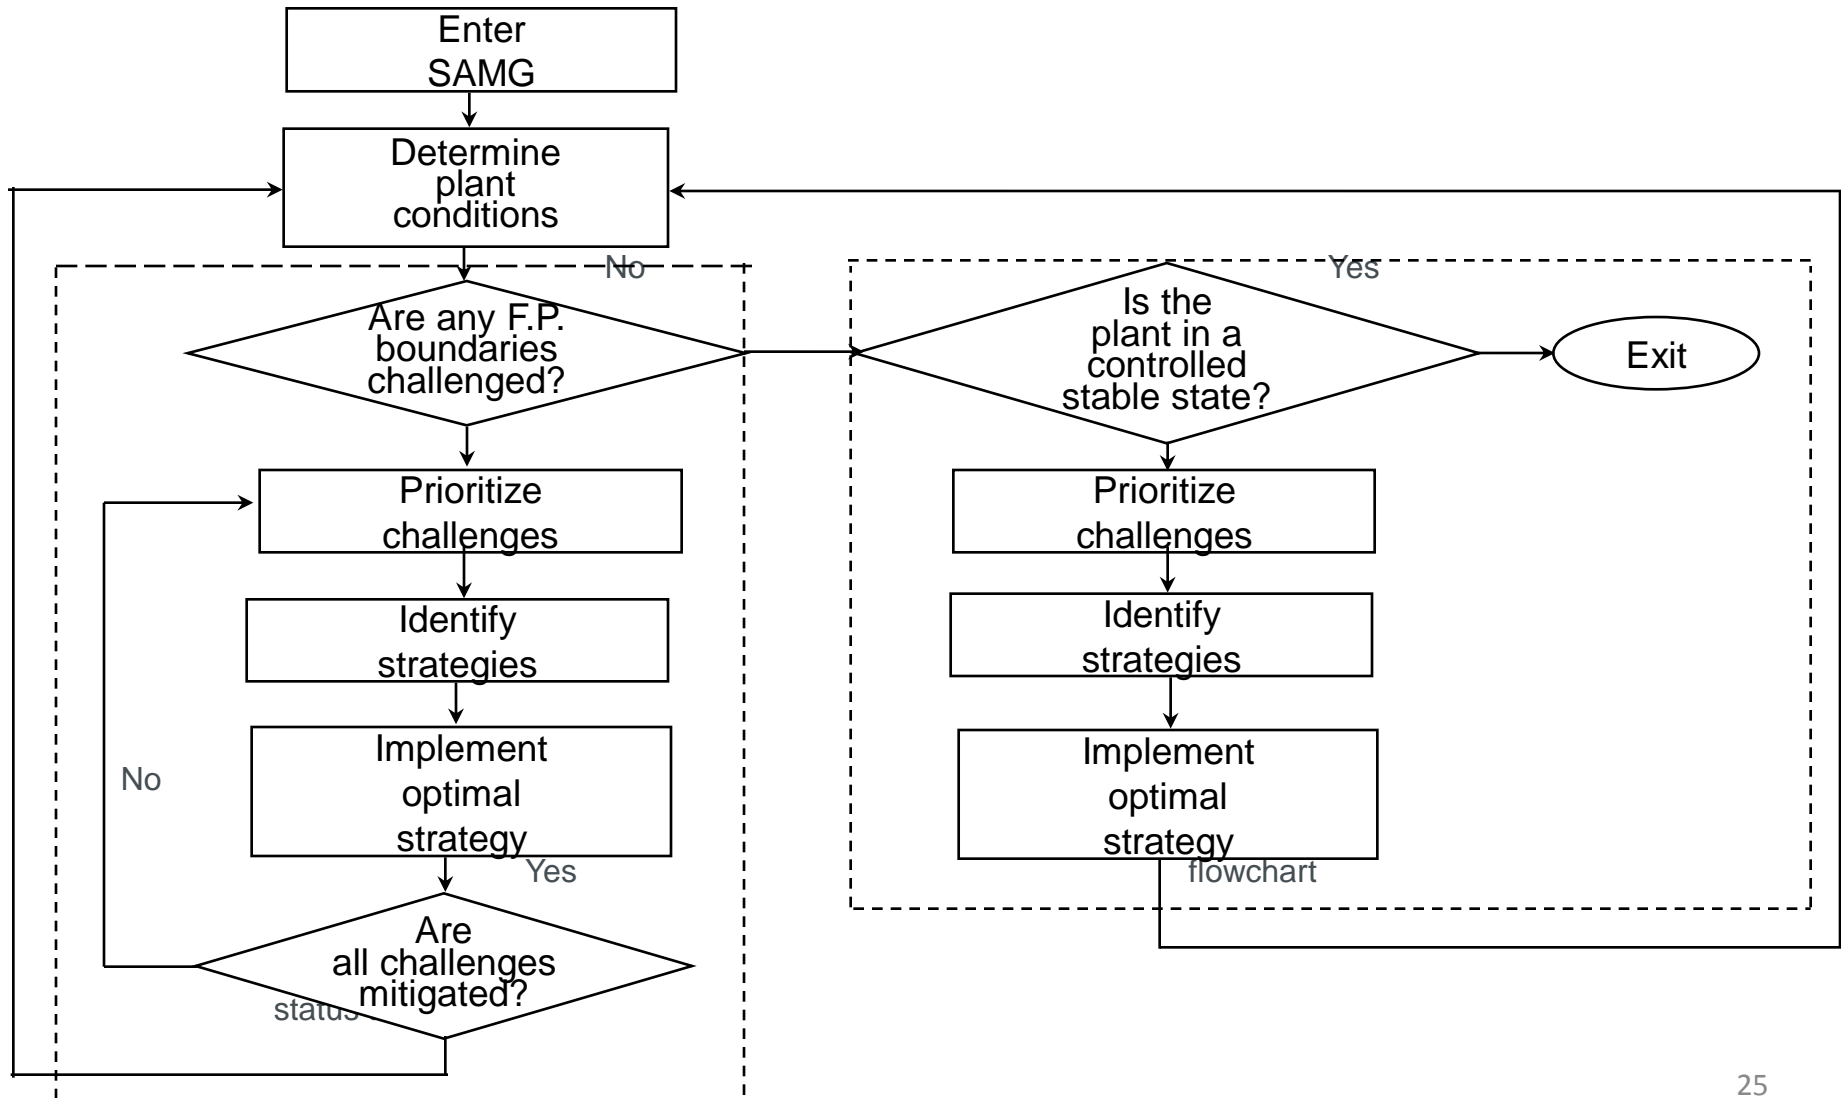 Enter
SAMG
Determine
plant
conditions
No
Are any F.P.
boundaries
challenged?
Yes
Is the
plant in a
controlled
stable state?
Exit
Prioritize
challenges
Identify
strategies
Implement
optimal
strategy
No
Yes
Are
all challenges
mitigated?
status
Prioritize
challenges
Identify
strategies
Implement
optimal
strategy
flowchart
25